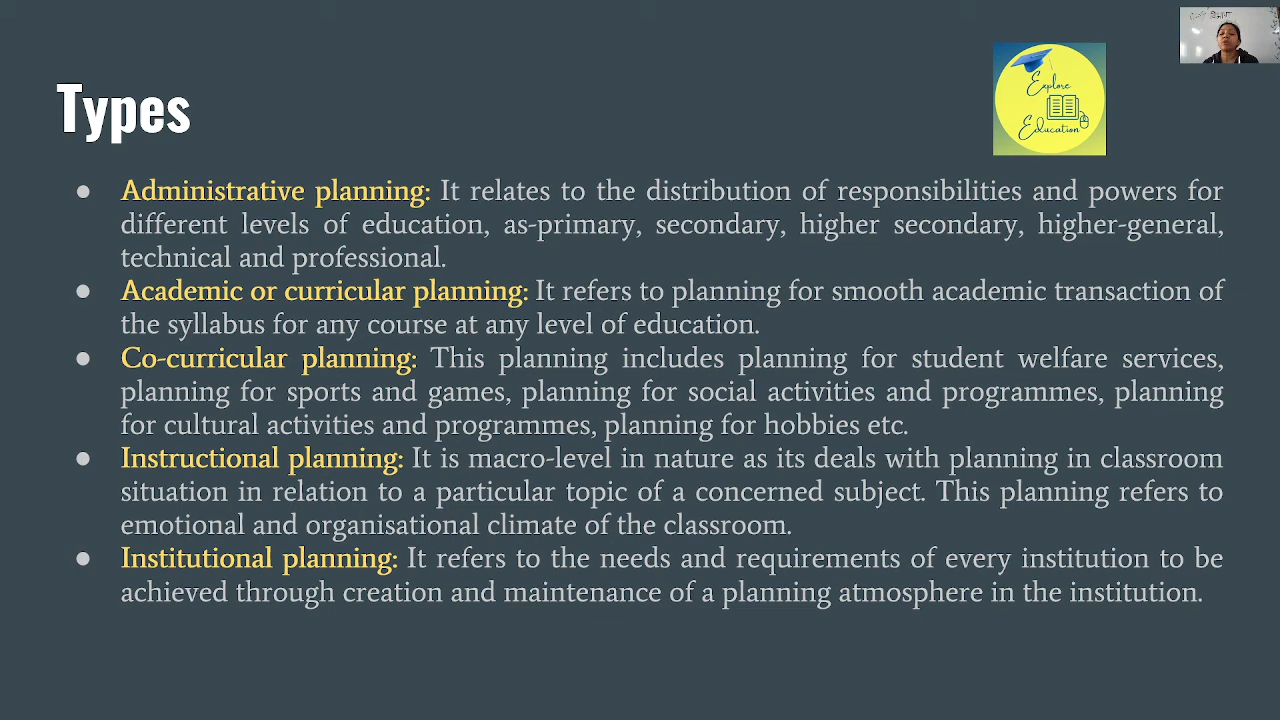 Types
Explore
Education
● Administrative planning: It relates to the distribution of responsibilities and powers for
different levels of education, as-primary, secondary, higher secondary, higher-general,
technical and professional.
● Academic or curricular planning: It refers to planning for smooth academic transaction of
the syllabus for any course at any level of education.
● Co-curricular planning: This planning includes planning for student welfare services,
planning for sports and games, planning for social activities and programmes, planning
for cultural activities and programmes, planning for hobbies etc.
● Instructional planning: It is macro-level in nature as its deals with planning in classroom
situation in relation to a particular topic of a concerned subject. This planning refers to
emotional and organisational climate of the classroom.
● Institutional planning: It refers to the needs and requirements of every institution to be
achieved through creation and maintenance of a planning atmosphere in the institution.